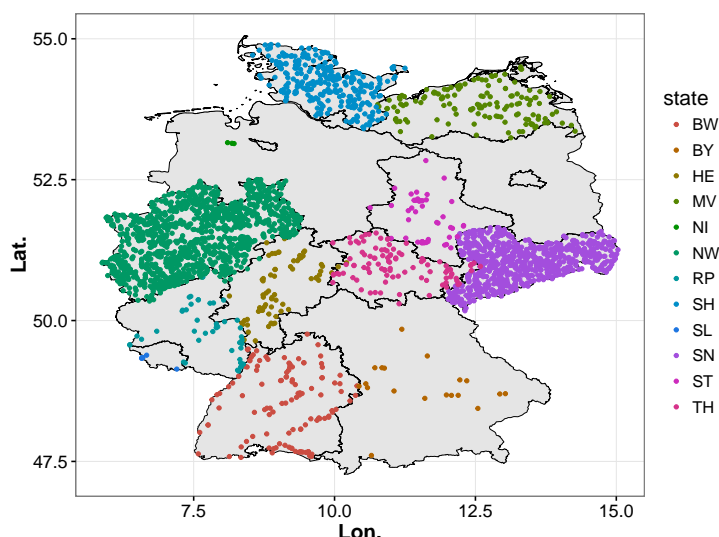 55.0
52.5
50.0
47.5
Lat.
7.5 10.0 12.5 15.0
Lon.
state
BW
BY
HE
MV
NI
NW
RP
SH
SL
SN
ST
TH